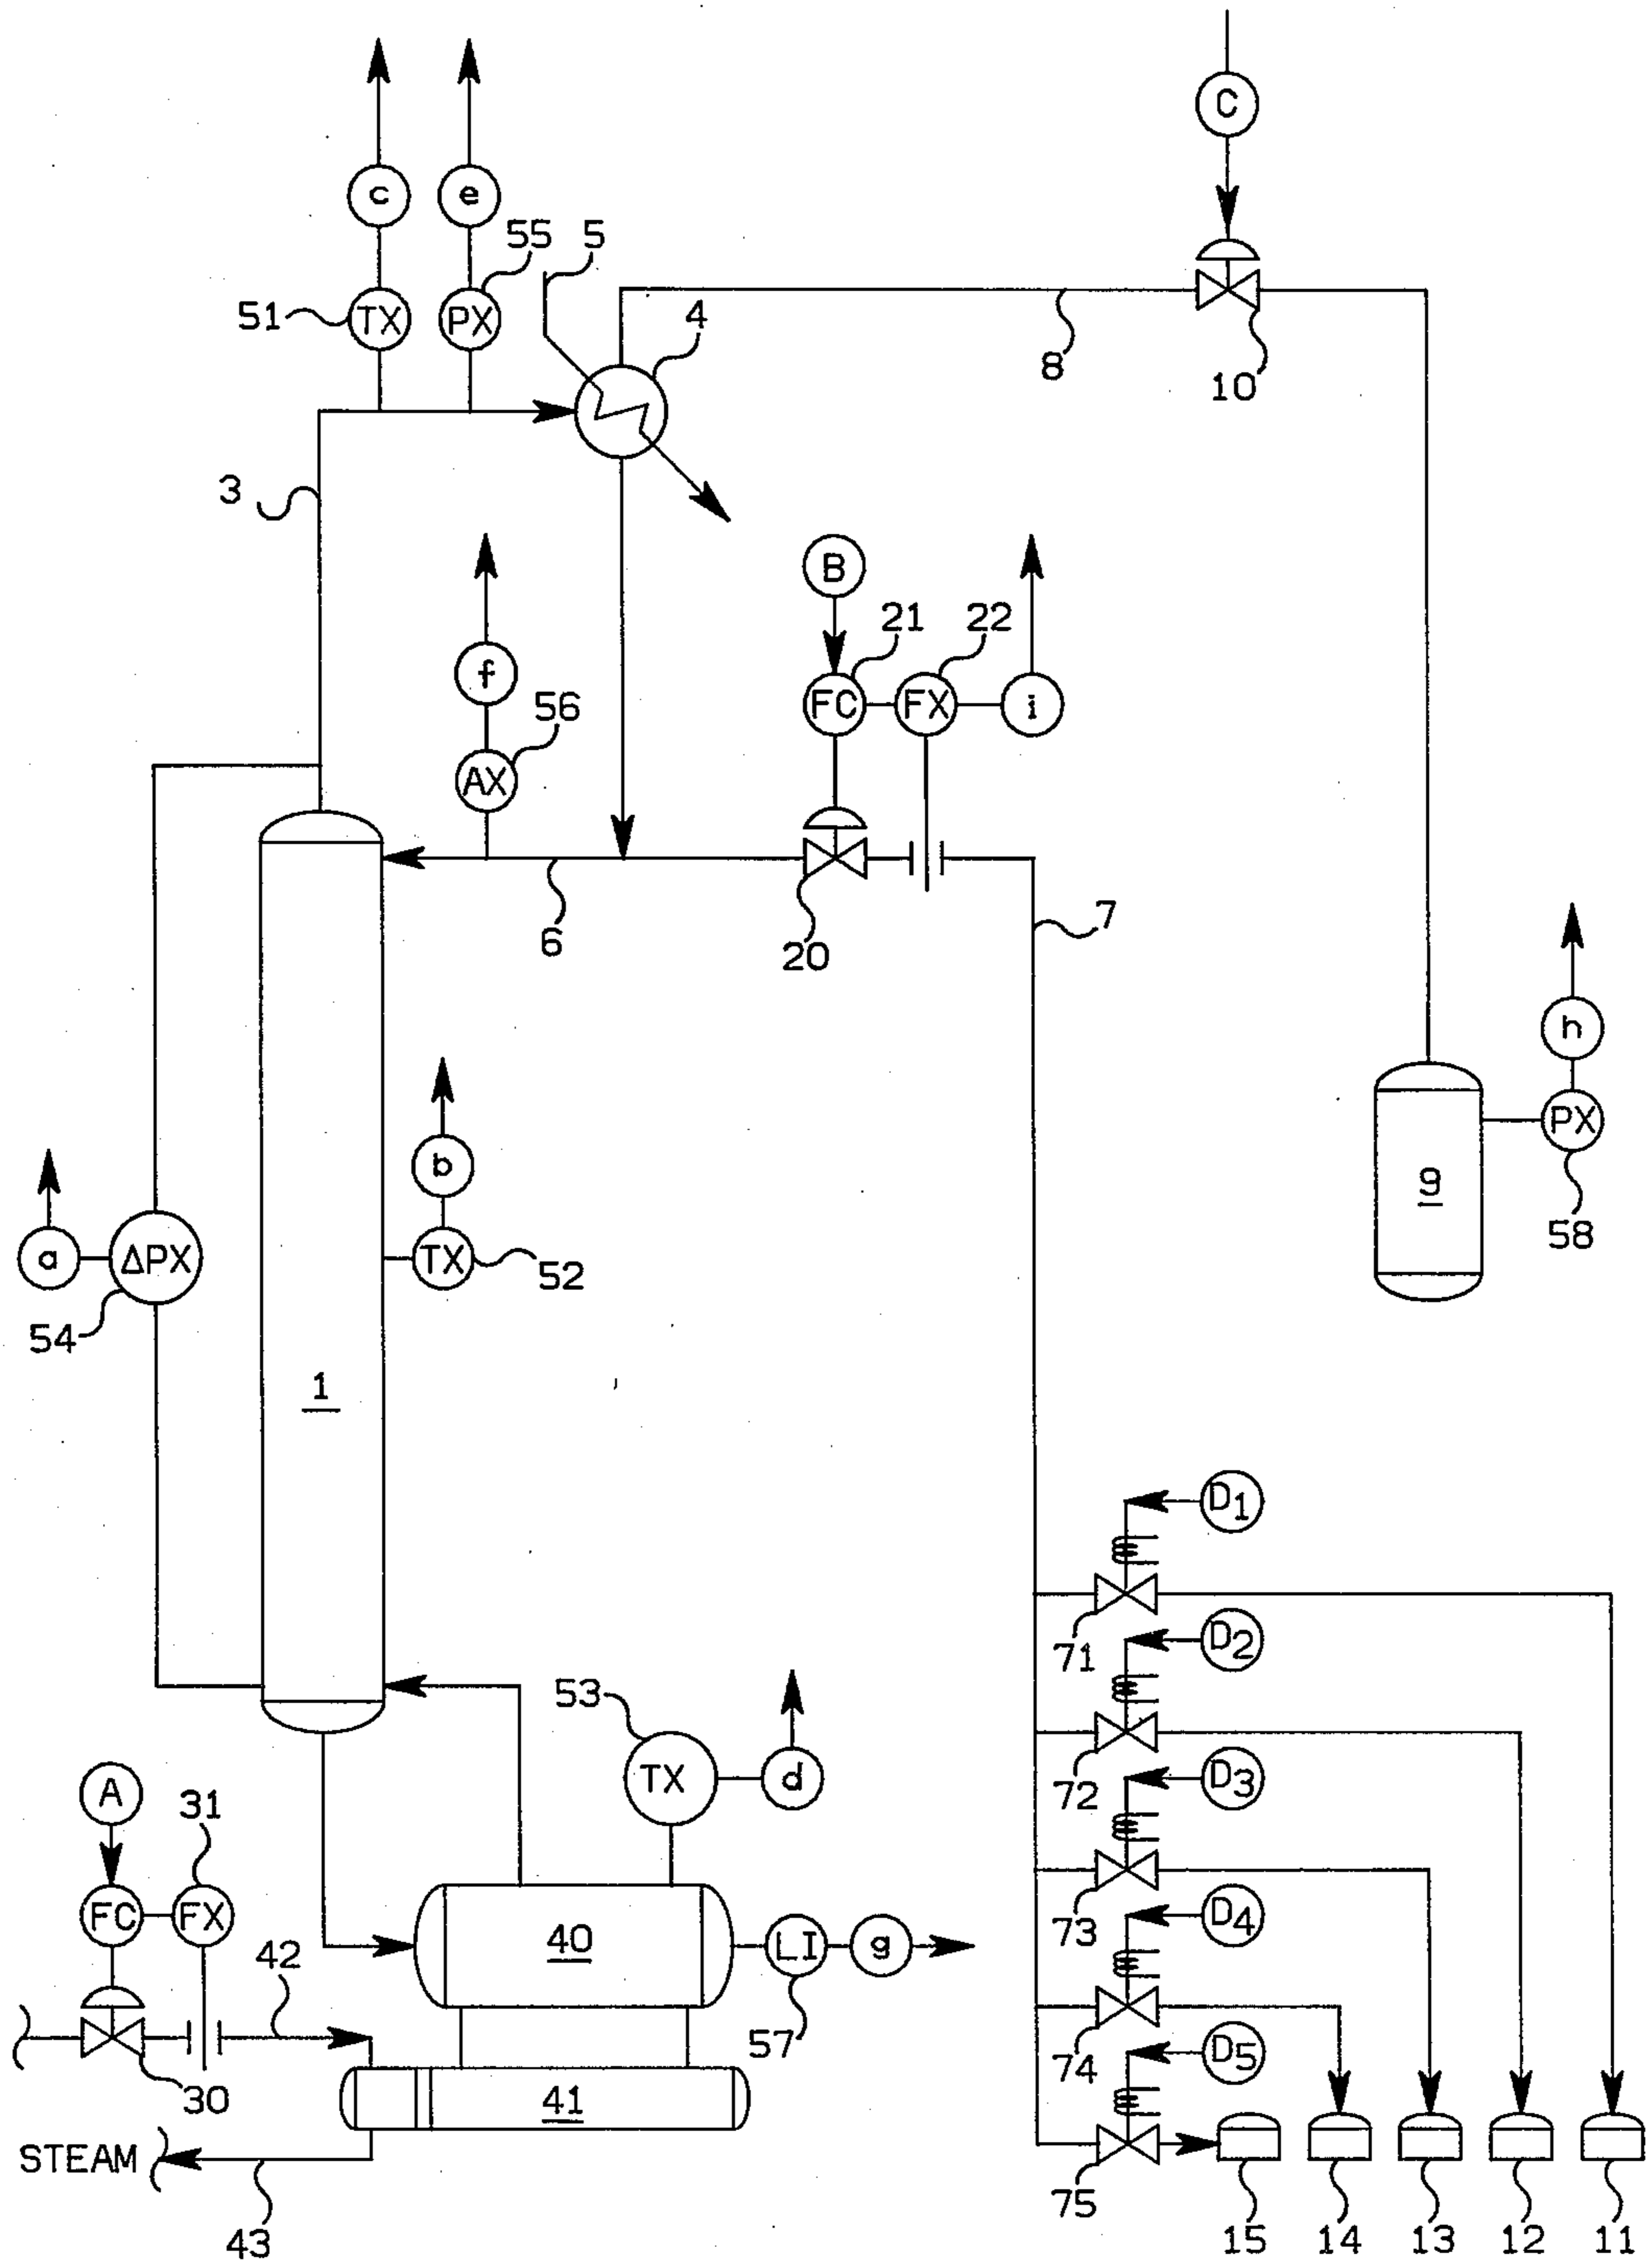 C
c
e
55
5
51
TX
PX
4
8
10
3
B
21
22
f
FC
FX
i
56
AX
7
6
20
h
b
PX
9
a
ΔPX
TX
52
58
54
1
D1
71
D2
53
TX
d
72
D3
A
31
FC
FX
42
40
LI
g
73
D4
57
74
D5
30
41
STEAM
75
43
15
14
13
12
11